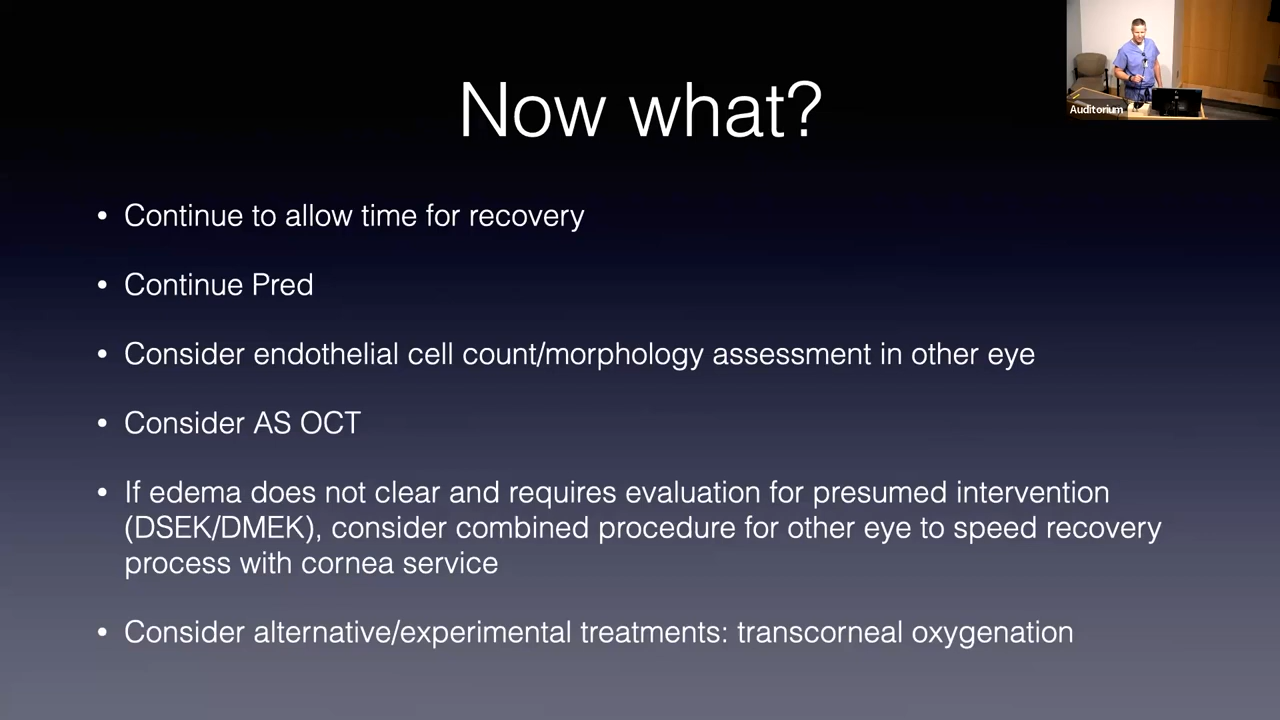 Now what?
Auditorium
• Continue to allow time for recovery
• Continue Pred
• Consider endothelial cell count/morphology assessment in other eye
• Consider AS OCT
• If edema does not clear and requires evaluation for presumed intervention
(DSEK/DMEK), consider combined procedure for other eye to speed recovery
process with cornea service
• Consider alternative/experimental treatments: transcorneal oxygenation